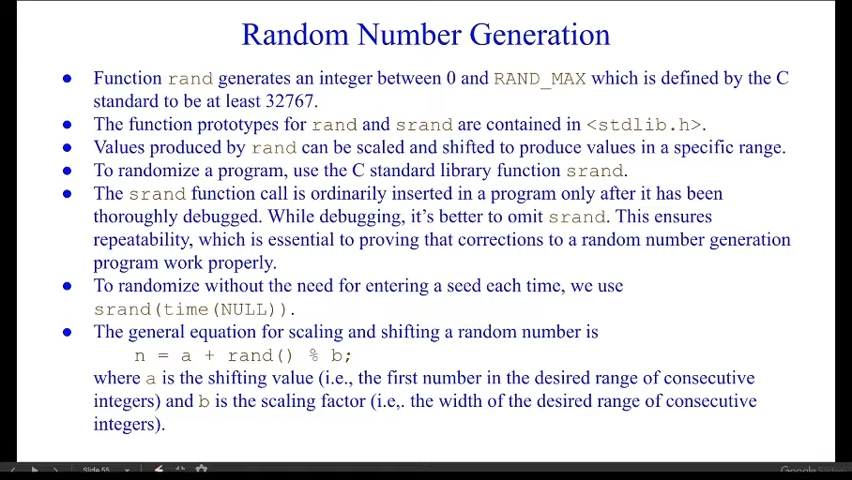 Random Number Generation
● Function rand generates an integer between 0 and RAND_MAX which is defined by the C
standard to be at least 32767.
● The function prototypes for rand and srand are contained in <stdlib.h>.
● Values produced by rand can be scaled and shifted to produce values in a specific range.
● To randomize a program, use the C standard library function srand.
● The srand function call is ordinarily inserted in a program only after it has been
thoroughly debugged. While debugging, it’s better to omit srand. This ensures
repeatability, which is essential to proving that corrections to a random number generation
program work properly.
● To randomize without the need for entering a seed each time, we use
srand(time(NULL)).
● The general equation for scaling and shifting a random number is
n = a + rand() % b;
where a is the shifting value (i.e., the first number in the desired range of consecutive
integers) and b is the scaling factor (i.e,. the width of the desired range of consecutive
integers).
Slide 55
Google Slides